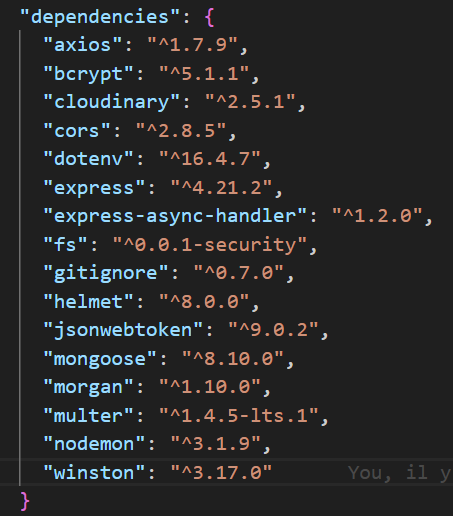 "dependencies": {
"axios": "^1.7.9",
"bcrypt": "^5.1.1",
"cloudinary": "^2.5.1",
"cors": "^2.8.5",
"dotenv": "^16.4.7",
"express": "^4.21.2",
"express-async-handler": "^1.2.0",
"fs": "^0.0.1-security",
"gitignore": "^0.7.0",
"helmet": "^8.0.0",
"jsonwebtoken": "^9.0.2",
"mongoose": "^8.10.0",
"morgan": "^1.10.0",
"multer": "^1.4.5-lts.1",
"nodemon": "^3.1.9",
"winston": "^3.17.0" You, il y
}